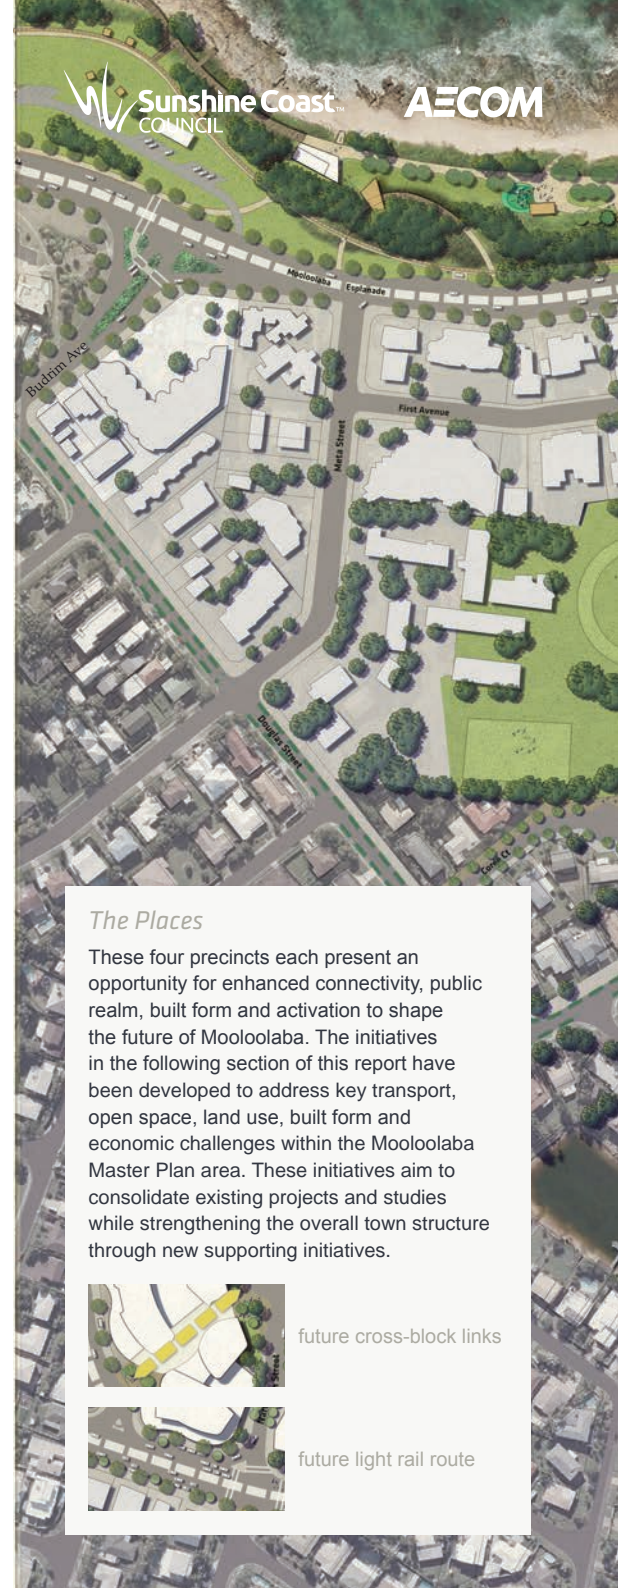 Sunshine Coast™
COUNCIL
AECOM
Mooloolaba Esplanade
Budrim Ave
First Avenue
Meta Street
Douglas Street
The Places
These four precincts each present an
opportunity for enhanced connectivity, public
realm, built form and activation to shape
the future of Mooloolaba. The initiatives
in the following section of this report have
been developed to address key transport,
open space, land use, built form and
economic challenges within the Mooloolaba
Master Plan area. These initiatives aim to
consolidate existing projects and studies
while strengthening the overall town structure
through new supporting initiatives.
future cross-block links
Street
future light rail route